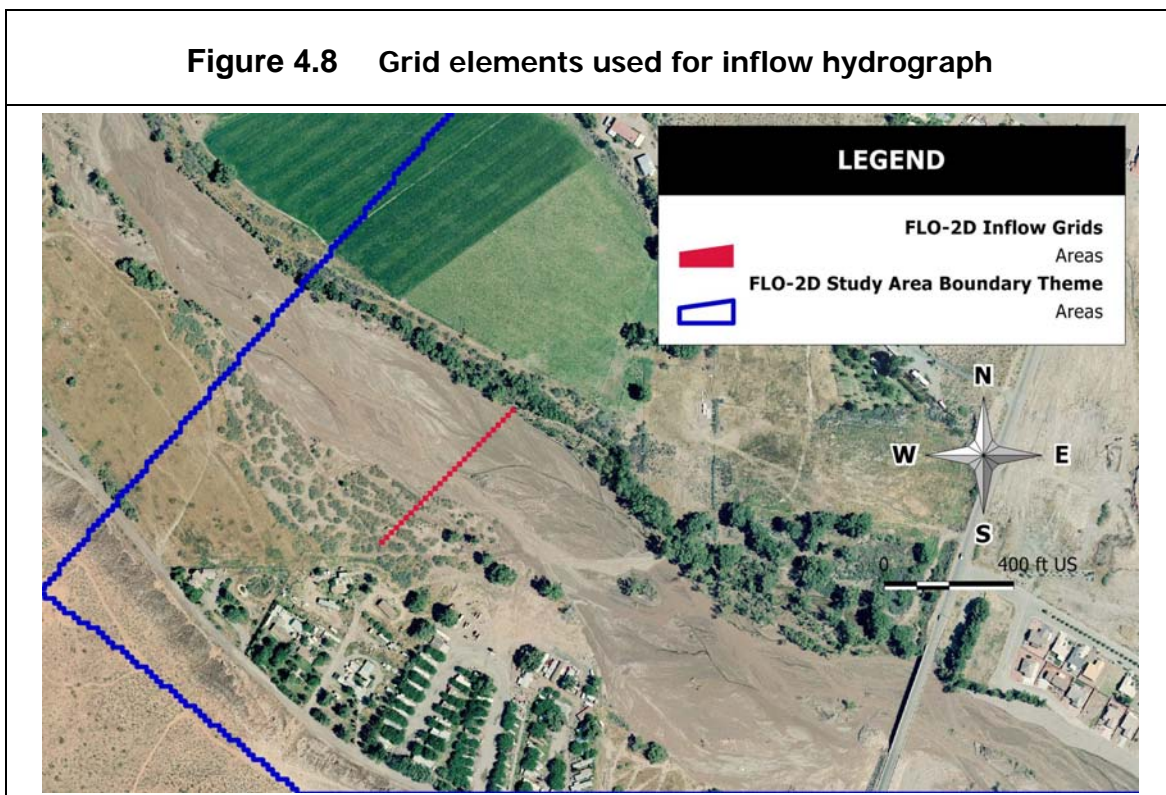 Figure 4.8 Grid elements used for inflow hydrograph
LEGEND
FLO-2D Inflow Grids
Areas
FLO-2D Study Area Boundary Theme
Areas
N
W E
S
0 400 ft US